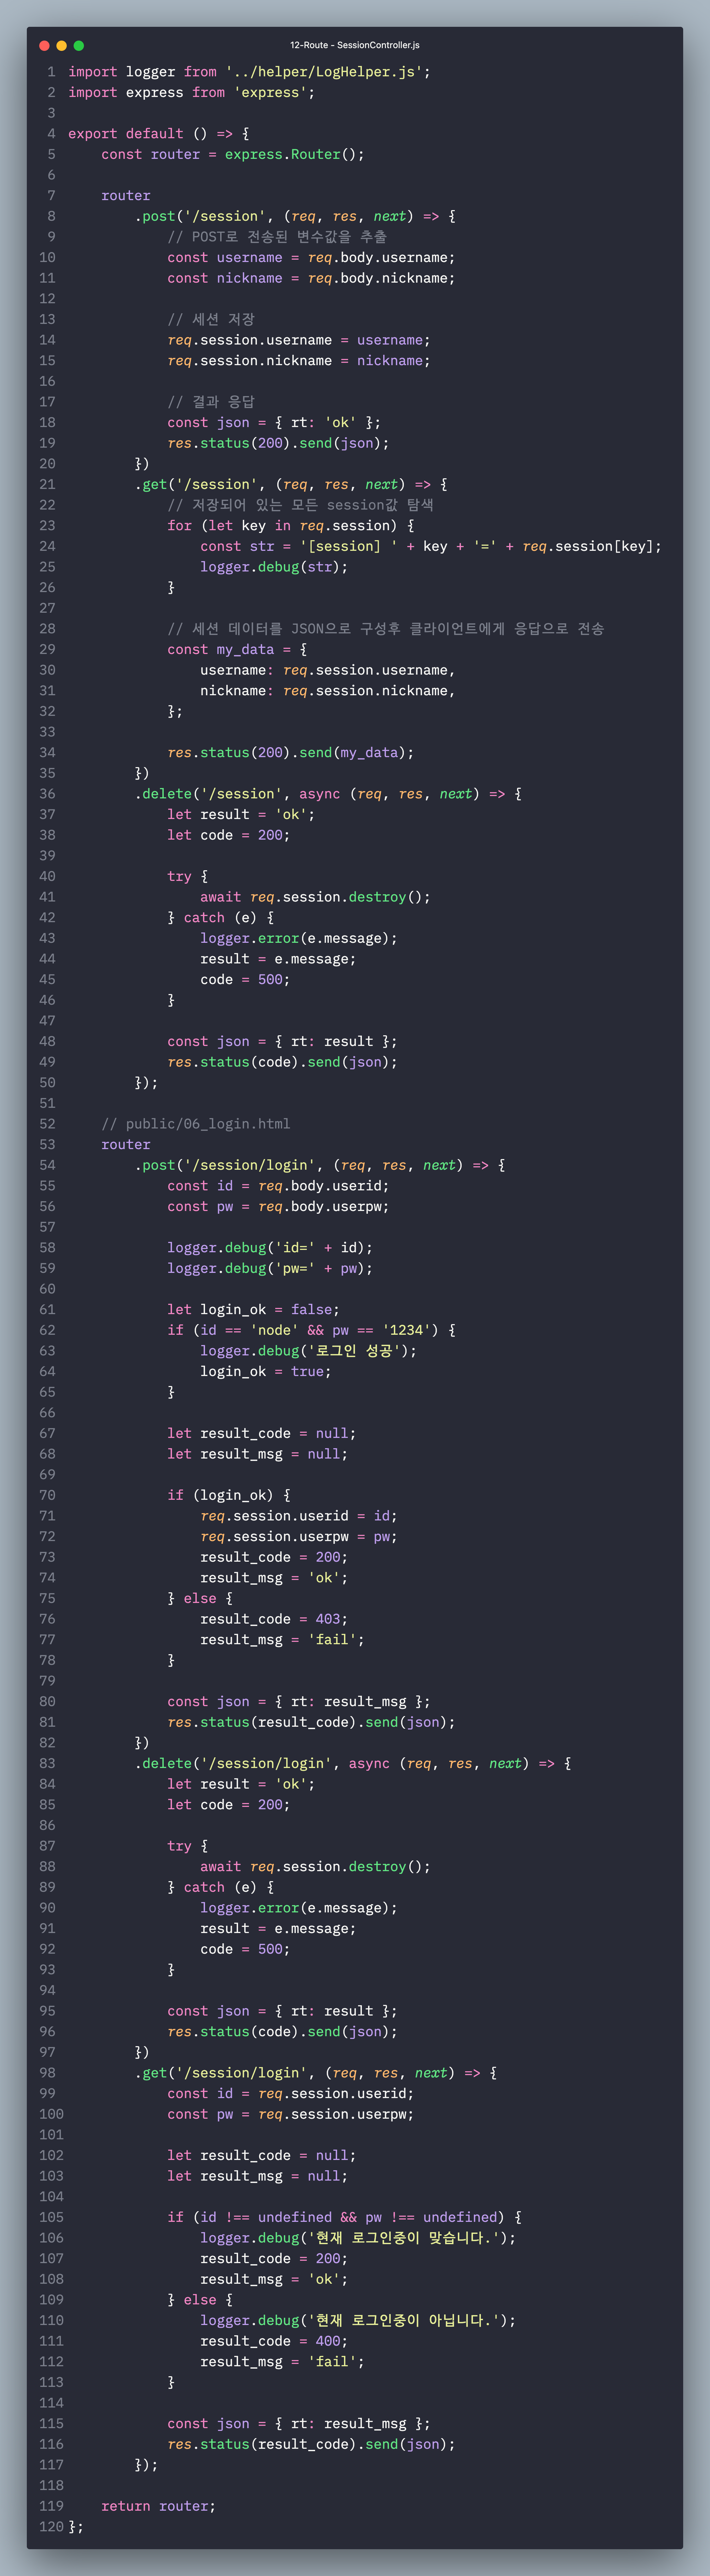 12-Route - SessionController.js
1 import logger from '../helper/LogHelper.js';
2 import express from 'express';
3
4 export default () => {
5     const router = express.Router();
6
7     router
8         .post('/session', (req, res, next) => {
9             // POST로 전송된 변수값을 추출
10             const username = req.body.username;
11             const nickname = req.body.nickname;
12
13             // 세션 저장
14             req.session.username = username;
15             req.session.nickname = nickname;
16
17             // 결과 응답
18             const json = { rt: 'ok' };
19             res.status(200).send(json);
20         })
21         .get('/session', (req, res, next) => {
22             // 저장되어 있는 모든 session값 탐색
23             for (let key in req.session) {
24                 const str = '[session] ' + key + '=' + req.session[key];
25                 logger.debug(str);
26             }
27
28             // 세션 데이터를 JSON으로 구성후 클라이언트에게 응답으로 전송
29             const my_data = {
30                 username: req.session.username,
31                 nickname: req.session.nickname,
32             };
33
34             res.status(200).send(my_data);
35         })
36         .delete('/session', async (req, res, next) => {
37             let result = 'ok';
38             let code = 200;
39
40             try {
41                 await req.session.destroy();
42             } catch (e) {
43                 logger.error(e.message);
44                 result = e.message;
45                 code = 500;
46             }
47
48             const json = { rt: result };
49             res.status(code).send(json);
50         });
51
52     // public/06_login.html
53     router
54         .post('/session/login', (req, res, next) => {
55             const id = req.body.userid;
56             const pw = req.body.userpw;
57
58             logger.debug('id=' + id);
59             logger.debug('pw=' + pw);
60
61             let login_ok = false;
62             if (id == 'node' && pw == '1234') {
63                 logger.debug('로그인 성공');
64                 login_ok = true;
65             }
66
67             let result_code = null;
68             let result_msg = null;
69
70             if (login_ok) {
71                 req.session.userid = id;
72                 req.session.userpw = pw;
73                 result_code = 200;
74                 result_msg = 'ok';
75             } else {
76                 result_code = 403;
77                 result_msg = 'fail';
78             }
79
80             const json = { rt: result_msg };
81             res.status(result_code).send(json);
82         })
83         .delete('/session/login', async (req, res, next) => {
84             let result = 'ok';
85             let code = 200;
86
87             try {
88                 await req.session.destroy();
89             } catch (e) {
90                 logger.error(e.message);
91                 result = e.message;
92                 code = 500;
93             }
94
95             const json = { rt: result };
96             res.status(code).send(json);
97         })
98         .get('/session/login', (req, res, next) => {
99             const id = req.session.userid;
100             const pw = req.session.userpw;
101
102             let result_code = null;
103             let result_msg = null;
104
105             if (id !== undefined && pw !== undefined) {
106                 logger.debug('현재 로그인중이 맞습니다.');
107                 result_code = 200;
108                 result_msg = 'ok';
109             } else {
110                 logger.debug('현재 로그인중이 아닙니다.');
111                 result_code = 400;
112                 result_msg = 'fail';
113             }
114
115             const json = { rt: result_msg };
116             res.status(result_code).send(json);
117         });
118
119     return router;
120 };